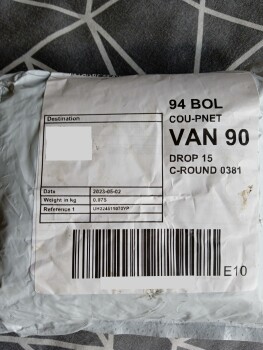 94 BOL
COU-PNET
Destination
VAN 90
DROP 15
C-ROUND 0381
Date 2023-05-02
Weight in kg 0.075
Reference 1
E10